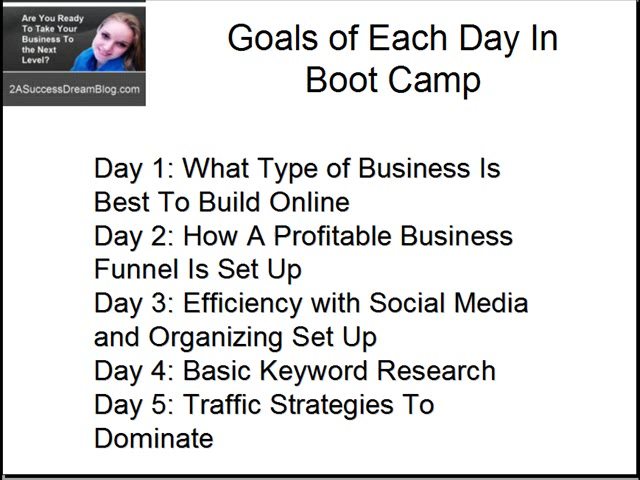 Are You Ready
To Take Your
Business To
the Next
Level?
2ASuccessDreamBlog.com
Goals of Each Day In
Boot Camp
Day 1: What Type of Business Is
Best To Build Online
Day 2: How A Profitable Business
Funnel Is Set Up
Day 3: Efficiency with Social Media
and Organizing Set Up
Day 4: Basic Keyword Research
Day 5: Traffic Strategies To
Dominate